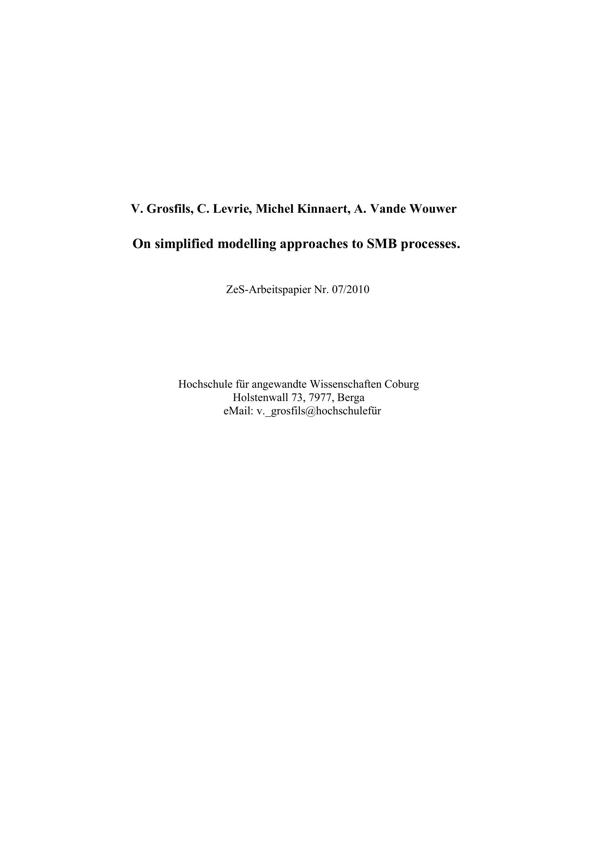 V. Grosfils, C. Levrie, Michel Kinnaert, A. Vande Wouwer
On simplified modelling approaches to SMB processes.
ZeS-Arbeitspapier Nr. 07/2010
Hochschule für angewandte Wissenschaften Coburg
Holstenwall 73, 7977, Berga
eMail: v._grosfils@hochschulefür